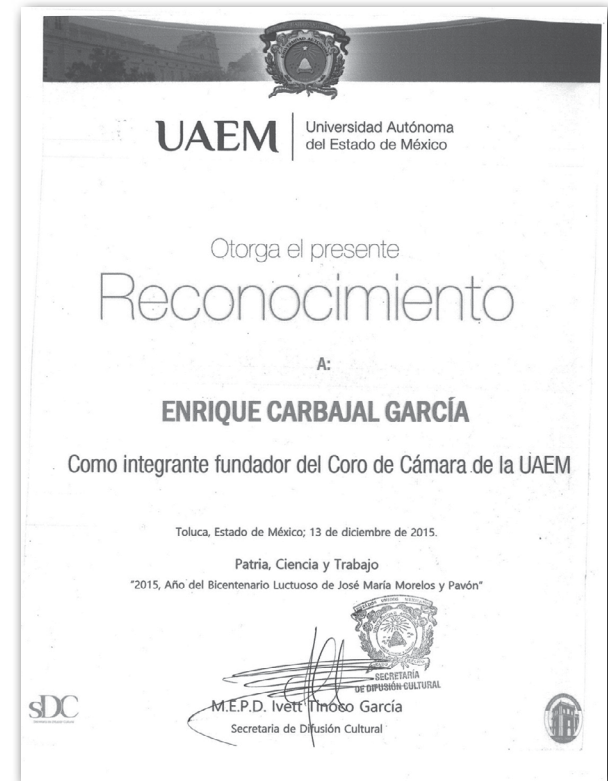 UAEM
Universidad Autónoma
del Estado de México
Otorga el presente
Reconocimiento
A:
ENRIQUE CARBAJAL GARCÍA
Como integrante fundador del Coro de Cámara de la UAEM
Toluca, Estado de México; 13 de diciembre de 2015.
Patria, Ciencia y Trabajo
"2015, Año del Bicentenario Luctuoso de José María Morelos y Pavón"
SECRETARÍA
DE DIFUSIÓN CULTURAL
M.E.P.D. Ivett Tinoco García
Secretaria de Difusión Cultural
sDC